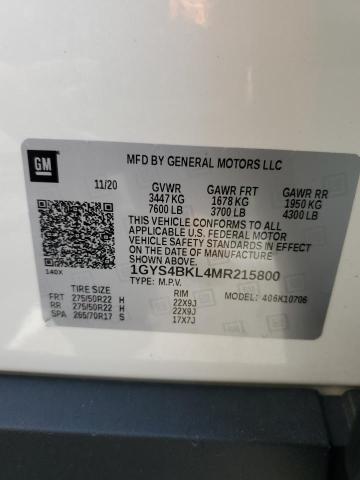 GM
MFD BY GENERAL MOTORS LLC
11/20 GVWR GAWR FRT GAWR RR
3447 KG 1678 KG 1950 KG
7600 LB 3700 LB 4300 LB
THIS VEHICLE CONFORMS TO ALL
APPLICABLE U.S. FEDERAL MOTOR
VEHICLE SAFETY STANDARDS IN
EFFECT ON THE DATE OF MANUFACTURE
SHOWN ABOVE.
140X 1GYS4BKL4MR215800
TYPE: M.P.V. MODEL: 406K10706
TIRE SIZE RIM
FRT 275/50R22 H 22X9J
RR 275/50R22 H 22X9J
SPA 265/70R17 S 17X7J